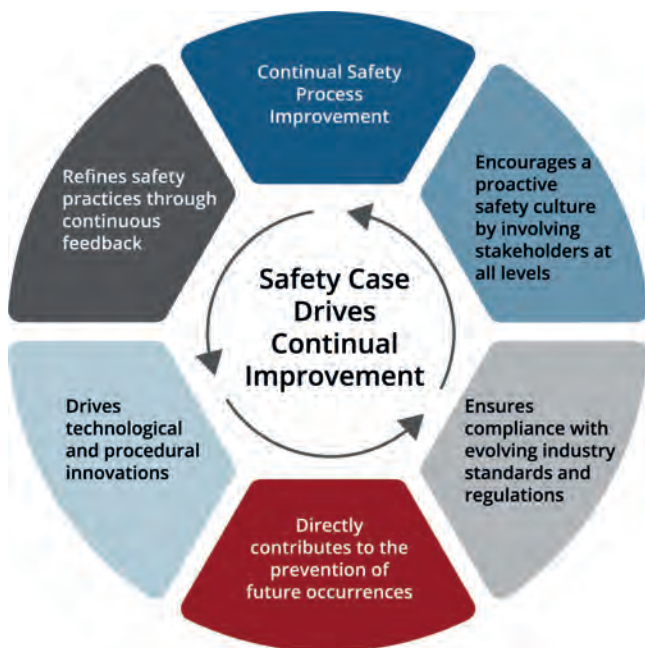 Continual Safety
Process
Improvement
Encourages a
proactive
safety culture
by involving
stakeholders at
all levels
Ensures
compliance with
evolving industry
standards and
regulations
Directly
contributes to the
prevention of
future occurrences
Drives
technological
and procedural
innovations
Refines safety
practices through
continuous
feedback
Safety Case
Drives
Continual
Improvement